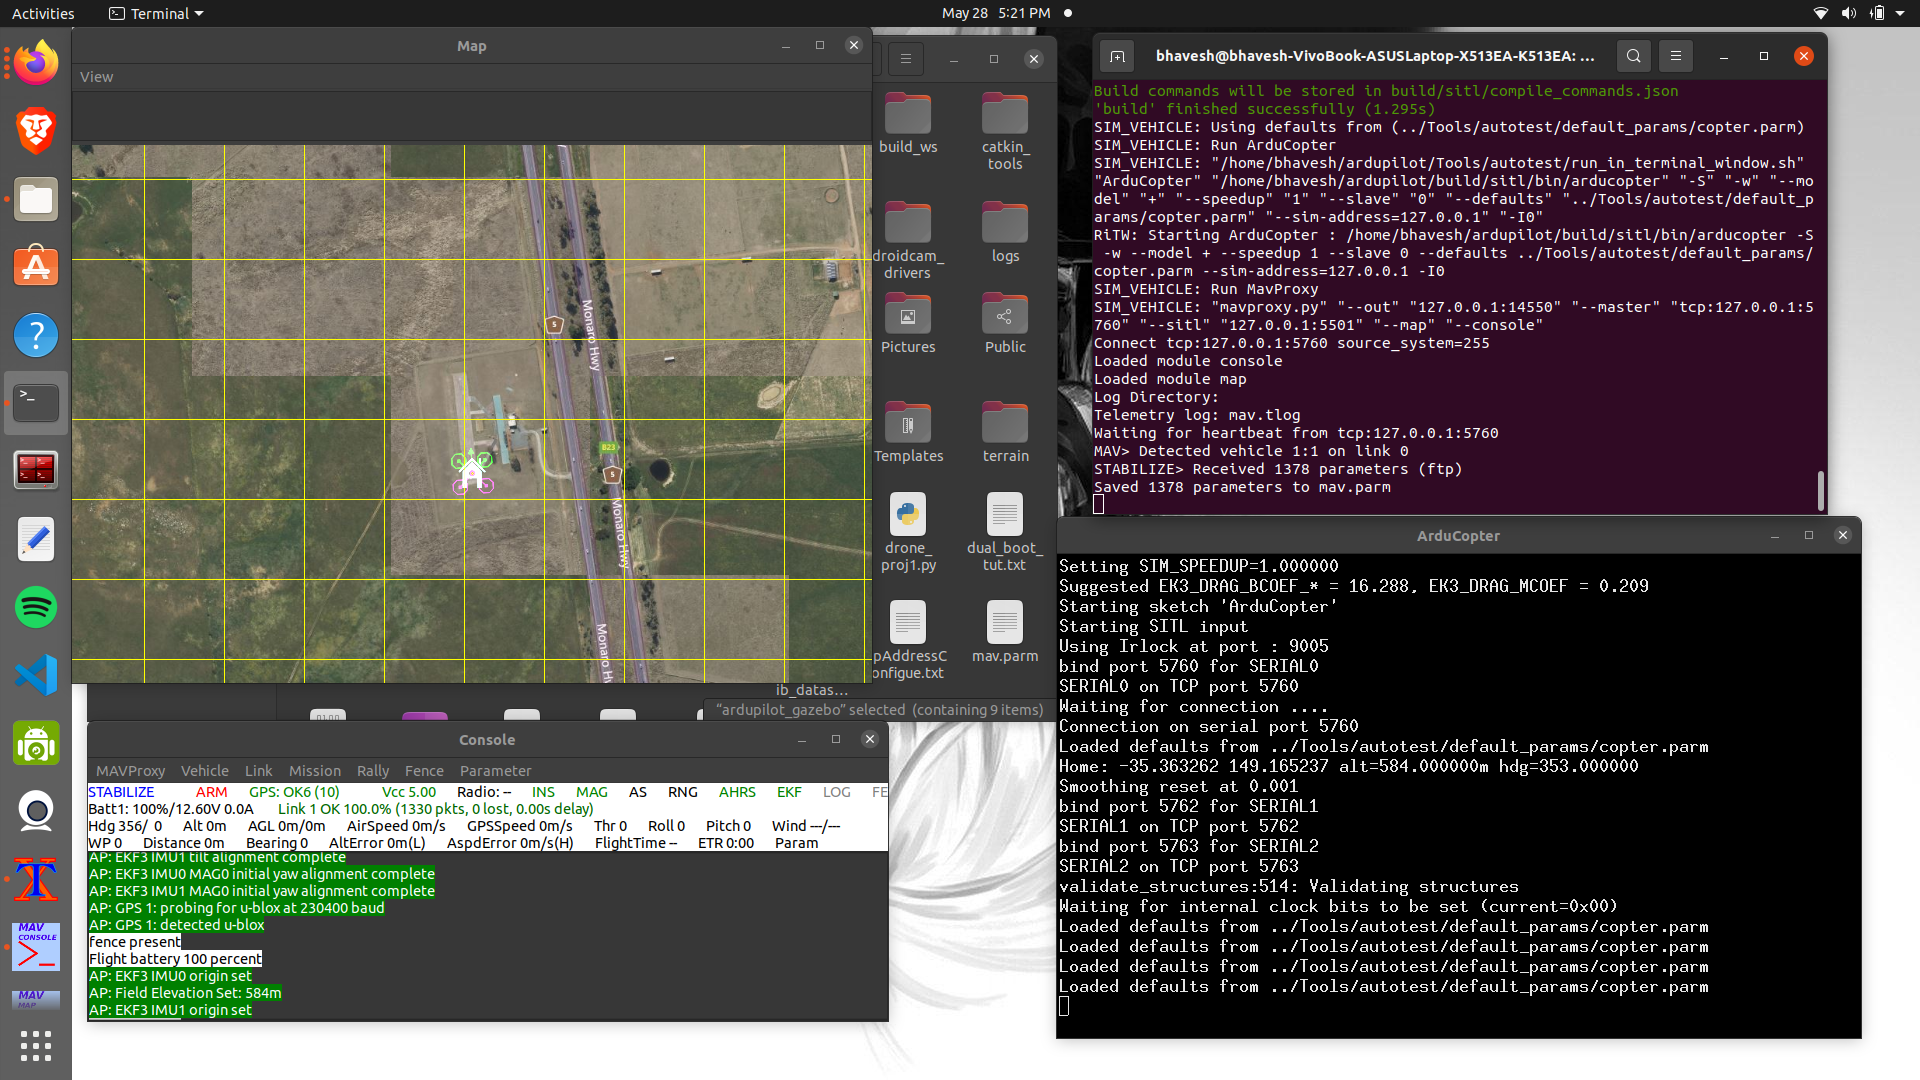 Activities
Terminal
May 28 5:21 PM
Map
View
Monaro Hwy
5
B23
5
Monaro Hwy
Monaro H
build_ws
catkin_
tools
droidcam_
drivers
logs
Pictures
Public
Templates
terrain
drone_
proj1.py
dual_boot_
tut.txt
pAddressC
onfigue.txt
mav.parm
ib_datas…
“ardupilot_gazebo” selected (containing 9 items)
bhavesh@bhavesh-VivoBook-ASUSLaptop-X513EA-K513EA: ...
Build commands will be stored in build/sitl/compile_commands.json
'build' finished successfully (1.295s)
SIM_VEHICLE: Using defaults from (../Tools/autotest/default_params/copter.parm)
SIM_VEHICLE: Run ArduCopter
SIM_VEHICLE: "/home/bhavesh/ardupilot/Tools/autotest/run_in_terminal_window.sh"
"ArduCopter" "/home/bhavesh/ardupilot/build/sitl/bin/arducopter" "-S" "-w" "--mo
del" "+" "--speedup" "1" "--slave" "0" "--defaults" "../Tools/autotest/default_p
arams/copter.parm" "--sim-address=127.0.0.1" "-I0"
RiTW: Starting ArduCopter : /home/bhavesh/ardupilot/build/sitl/bin/arducopter -S
-w --model + --speedup 1 --slave 0 --defaults ../Tools/autotest/default_params/
copter.parm --sim-address=127.0.0.1 -I0
SIM_VEHICLE: Run MavProxy
SIM_VEHICLE: "mavproxy.py" "--out" "127.0.0.1:14550" "--master" "tcp:127.0.0.1:5
760" "--sitl" "127.0.0.1:5501" "--map" "--console"
Connect tcp:127.0.0.1:5760 source_system=255
Loaded module console
Loaded module map
Log Directory:
Telemetry log: mav.tlog
Waiting for heartbeat from tcp:127.0.0.1:5760
MAV> Detected vehicle 1:1 on link 0
STABILIZE> Received 1378 parameters (ftp)
Saved 1378 parameters to mav.parm
ArduCopter
Setting SIM_SPEEDUP=1.000000
Suggested EK3_DRAG_BCOEF_* = 16.288, EK3_DRAG_MCOEF = 0.209
Starting sketch 'ArduCopter'
Starting SITL input
Using Irlock at port : 9005
bind port 5760 for SERIAL0
SERIAL0 on TCP port 5760
Waiting for connection ....
Connection on serial port 5760
Loaded defaults from ../Tools/autotest/default_params/copter.parm
Home: -35.363262 149.165237 alt=584.000000m hdg=353.000000
Smoothing reset at 0.001
bind port 5762 for SERIAL1
SERIAL1 on TCP port 5762
bind port 5763 for SERIAL2
SERIAL2 on TCP port 5763
validate_structures:514: Validating structures
Waiting for internal clock bits to be set (current=0x00)
Loaded defaults from ../Tools/autotest/default_params/copter.parm
Loaded defaults from ../Tools/autotest/default_params/copter.parm
Loaded defaults from ../Tools/autotest/default_params/copter.parm
Loaded defaults from ../Tools/autotest/default_params/copter.parm
Console
MAVProxy Vehicle Link Mission Rally Fence Parameter
STABILIZE ARM GPS: OK6 (10) Vcc 5.00 Radio: -- INS MAG AS RNG AHRS EKF LOG FE
Batt1: 100%/12.60V 0.0A Link 1 OK 100.0% (1330 pkts, 0 lost, 0.00s delay)
Hdg 356/ 0 Alt 0m AGL 0m/0m AirSpeed 0m/s GPSSpeed 0m/s Thr 0 Roll 0 Pitch 0 Wind ---/---
WP 0 Distance 0m Bearing 0 AltError 0m(L) AspdError 0m/s(H) FlightTime -- ETR 0:00 Param
AP: EKF3 IMU1 tilt alignment complete
AP: EKF3 IMU0 MAG0 initial yaw alignment complete
AP: EKF3 IMU1 MAG0 initial yaw alignment complete
AP: GPS 1: probing for u-blox at 230400 baud
AP: GPS 1: detected u-blox
fence present
Flight battery 100 percent
AP: EKF3 IMU0 origin set
AP: Field Elevation Set: 584m
AP: EKF3 IMU1 origin set
MAV
CONSOLE
MAV
MAP